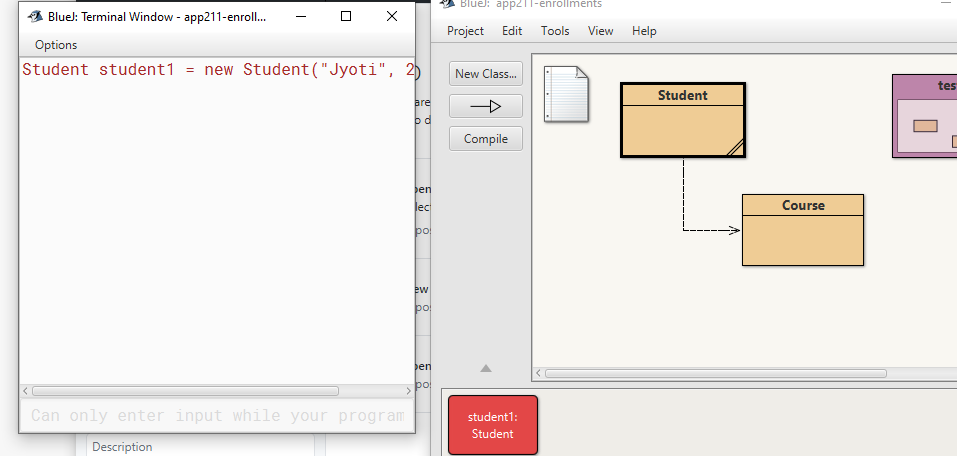 BlueJ: Terminal Window - app211-enroll...
Options
Student student1 = new Student("Jyoti", 2
Can only enter input while your program
Description
BlueJ: app211-enrollments
Project Edit Tools View Help
New Class...
Compile
Student
Course
student1:
Student